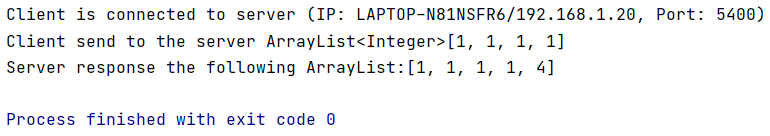 Client is connected to server (IP: LAPTOP-N81NSFR6/192.168.1.20, Port: 5400)
Client send to the server ArrayList<Integer>[1, 1, 1, 1]
Server response the following ArrayList:[1, 1, 1, 1, 4]
Process finished with exit code 0